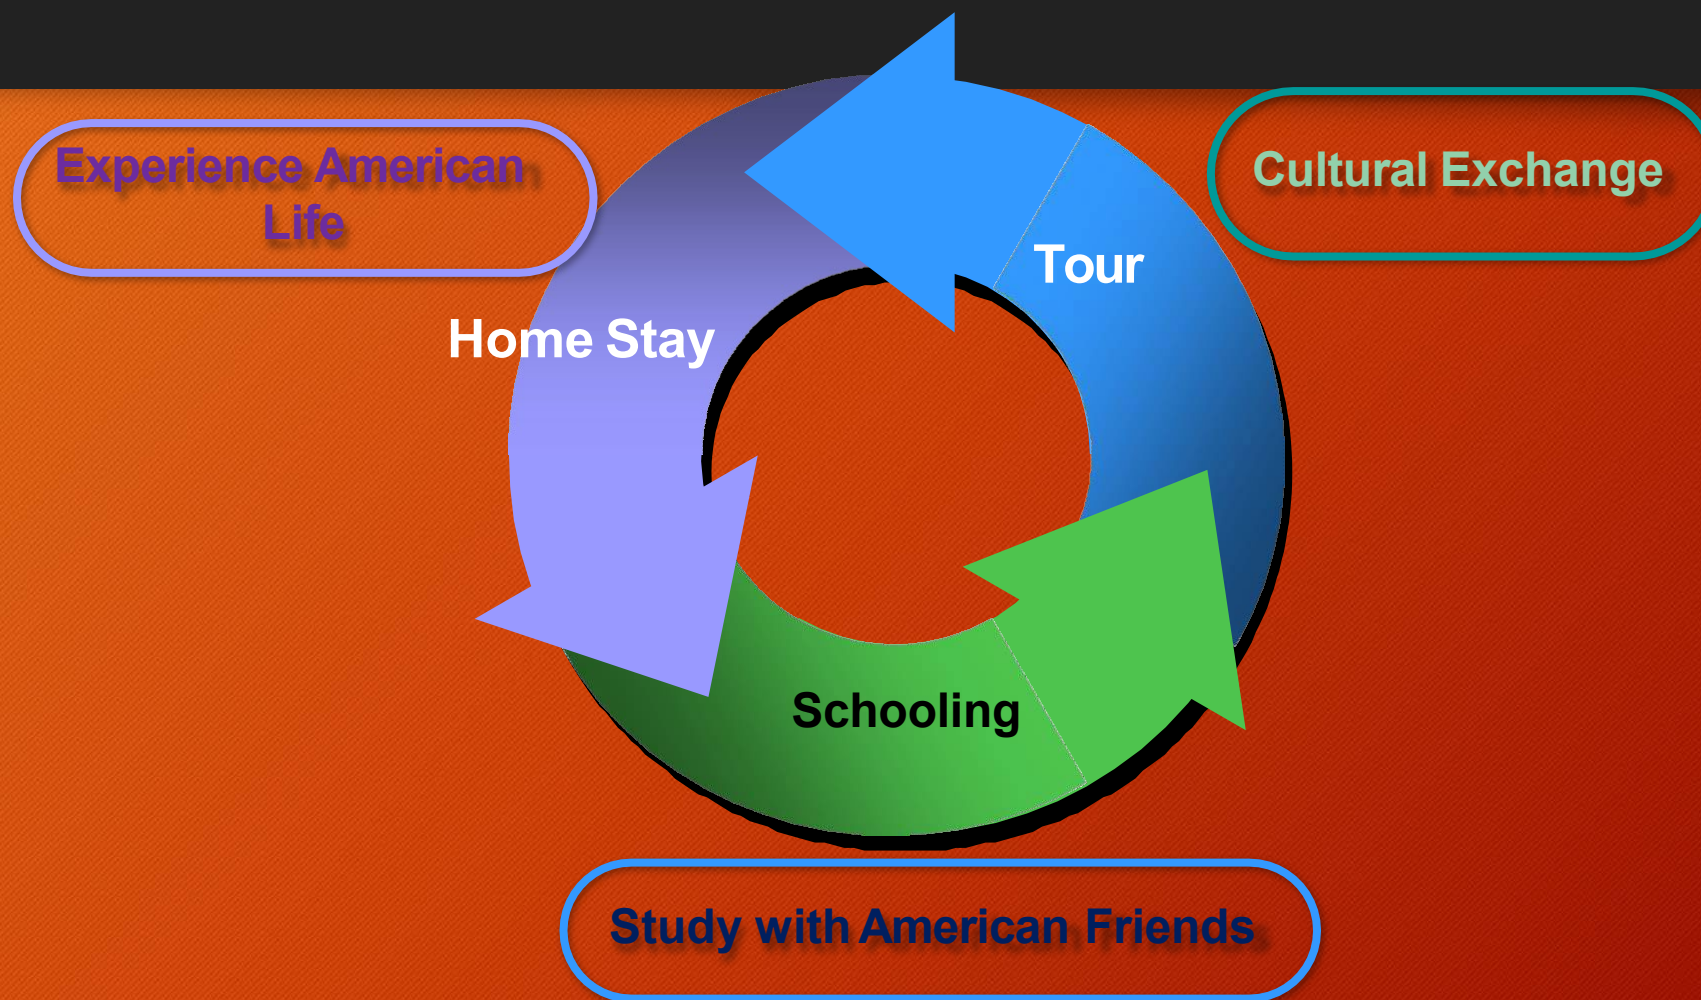 Experience American
Life
Cultural Exchange
Tour
Home Stay
Schooling
Study with American Friends